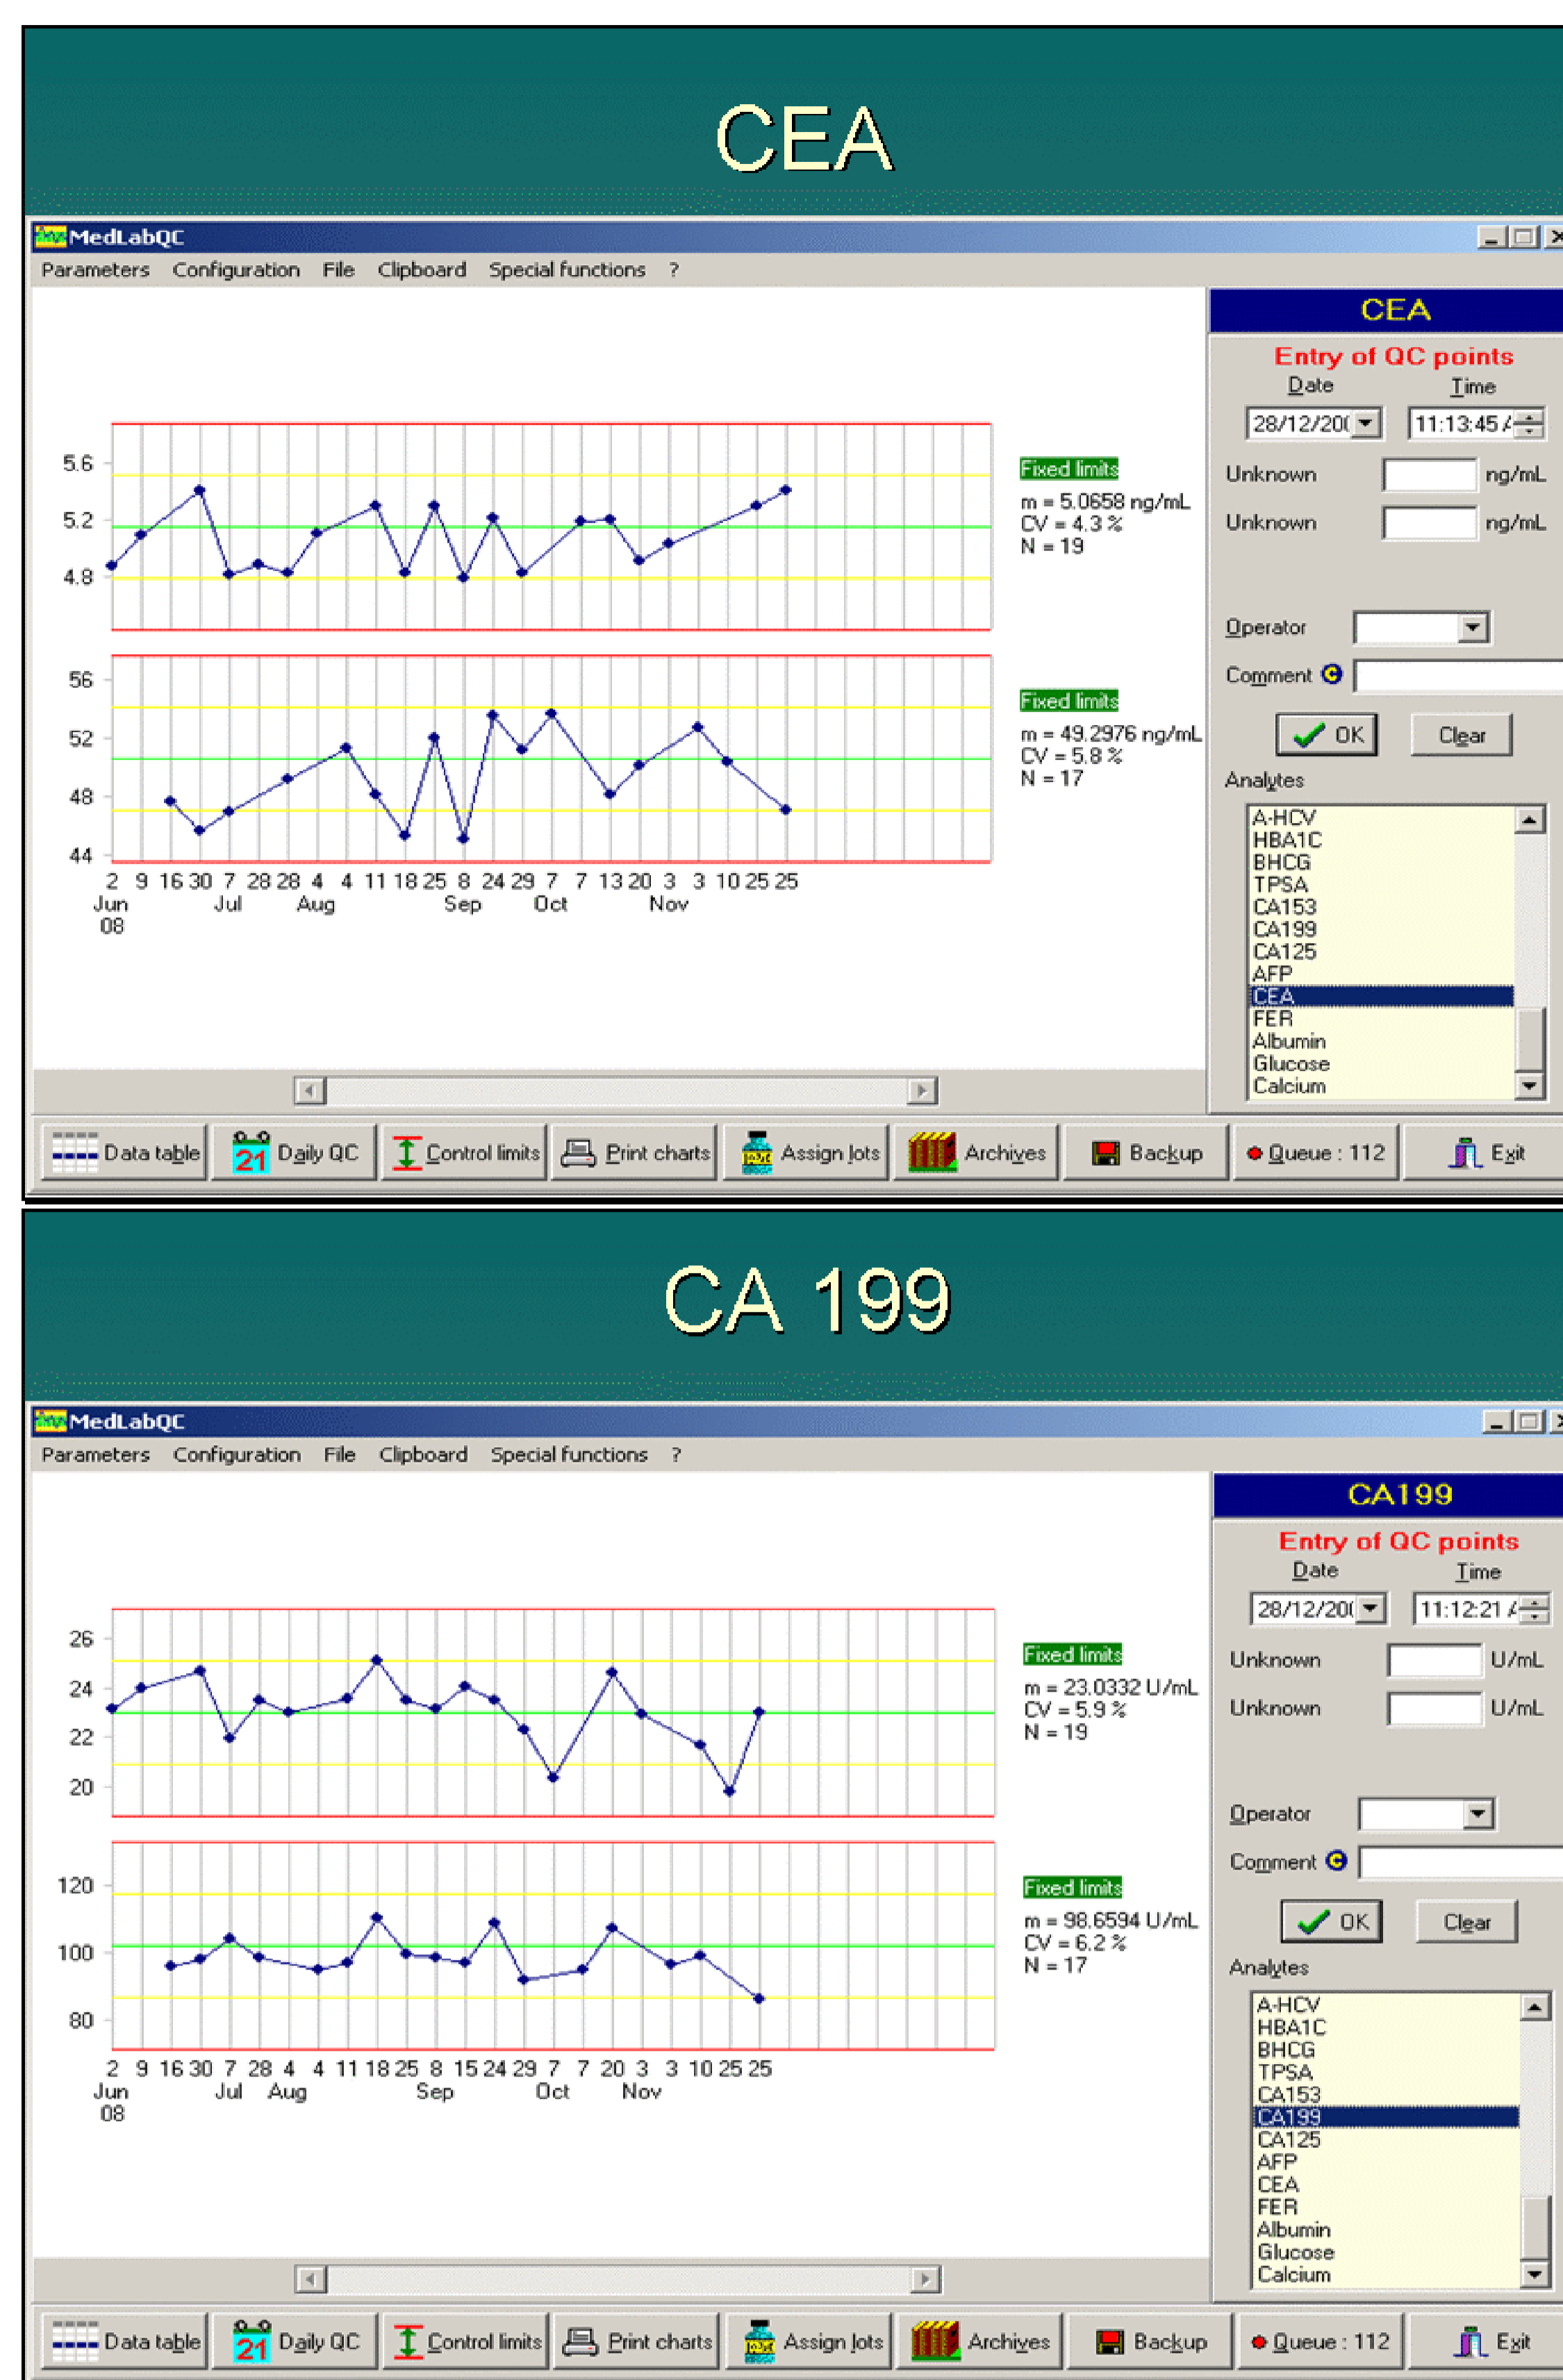 CEA
MedLabQC
Parameters Configuration File Clipboard Special functions ?
CEA
Entry of QC points
Date Time
28/12/20 11:13:45
Unknown ng/mL
Unknown ng/mL
Operator
Comment C
OK Clear
Analytes
A-HCV
HBA1C
BHCG
TPSA
CA153
CA199
CA125
AFP
CEA
FER
Albumin
Glucose
Calcium
5.6
5.2
4.8
Fixed limits
m = 5.0658 ng/mL
CV = 4.3 %
N = 19
56
52
48
44
Fixed limits
m = 49.2976 ng/mL
CV = 5.8 %
N = 17
2 9 16 30 7 28 28 4 4 11 18 25 8 24 29 7 7 13 20 3 3 10 25 25
Jun Jul Aug Sep Oct Nov
08
Data table 21 Daily QC Control limits Print charts Assign lots Archives Backup Queue : 112 Exit
CA 199
MedLabQC
Parameters Configuration File Clipboard Special functions ?
CA199
Entry of QC points
Date Time
28/12/20 11:12:21
Unknown U/mL
Unknown U/mL
Operator
Comment C
OK Clear
Analytes
A-HCV
HBA1C
BHCG
TPSA
CA153
CA199
CA125
AFP
CEA
FER
Albumin
Glucose
Calcium
26
24
22
20
Fixed limits
m = 23.0332 U/mL
CV = 5.9 %
N = 19
120
100
80
Fixed limits
m = 98.6594 U/mL
CV = 6.2 %
N = 17
2 9 16 30 7 28 4 4 11 18 25 8 15 24 29 7 7 20 3 3 10 25 25
Jun Jul Aug Sep Oct Nov
08
Data table 21 Daily QC Control limits Print charts Assign lots Archives Backup Queue : 112 Exit